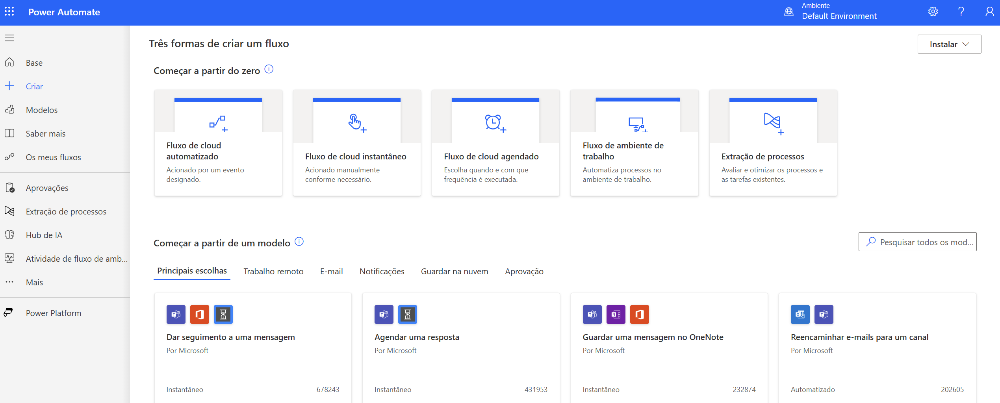 Power Automate
Ambiente
Default Environment
Base
Criar
Modelos
Saber mais
Os meus fluxos
Aprovações
Extração de processos
Hub de IA
Atividade de fluxo de amb...
Mais
Power Platform
Três formas de criar um fluxo
Instalar
Começar a partir do zero
Fluxo de cloud
automatizado
Acionado por um evento
designado.
Fluxo de cloud instantâneo
Acionado manualmente
conforme necessário.
Fluxo de cloud agendado
Escolha quando e com que
frequência é executada.
Fluxo de ambiente de
trabalho
Automatiza processos no
ambiente de trabalho.
Extração de processos
Avaliar e otimizar os processos e
as tarefas existentes.
Começar a partir de um modelo
Pesquisar todos os mod...
Principais escolhas
Trabalho remoto
E-mail
Notificações
Guardar na nuvem
Aprovação
Dar seguimento a uma mensagem
Por Microsoft
Instantâneo
678243
Agendar uma resposta
Por Microsoft
Instantâneo
431953
Guardar uma mensagem no OneNote
Por Microsoft
Instantâneo
232874
Reencaminhar e-mails para um canal
Por Microsoft
Automatizado
202605